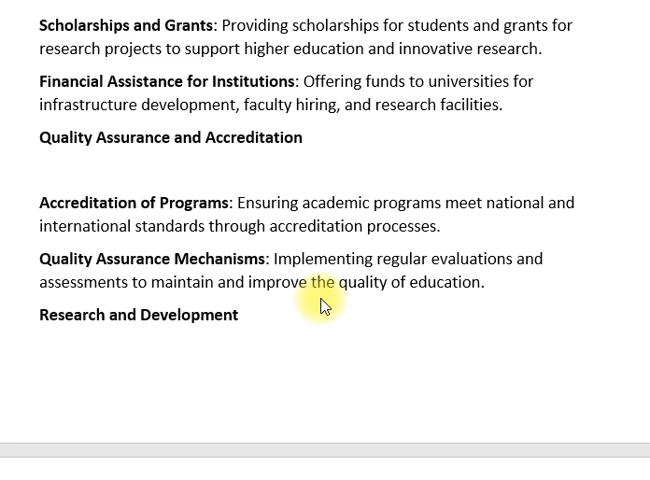 Scholarships and Grants: Providing scholarships for students and grants for
research projects to support higher education and innovative research.
Financial Assistance for Institutions: Offering funds to universities for
infrastructure development, faculty hiring, and research facilities.
Quality Assurance and Accreditation
Accreditation of Programs: Ensuring academic programs meet national and
international standards through accreditation processes.
Quality Assurance Mechanisms: Implementing regular evaluations and
assessments to maintain and improve the quality of education.
Research and Development